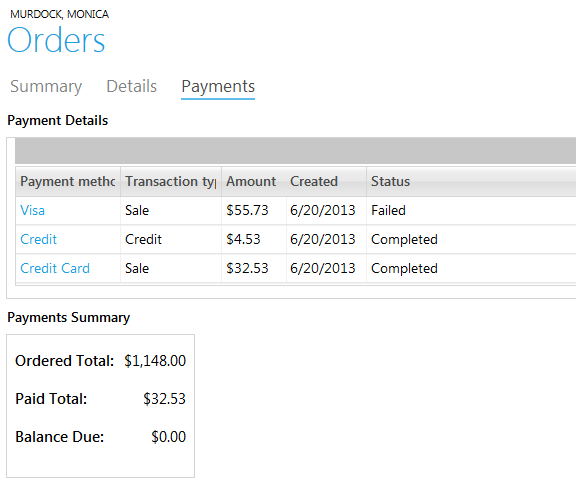 MURDOCK, MONICA
Orders
Summary Details Payments
Payment Details
Payment metho Transaction typ Amount Created Status
Visa Sale $55.73 6/20/2013 Failed
Credit Credit $4.53 6/20/2013 Completed
Credit Card Sale $32.53 6/20/2013 Completed
Payments Summary
Ordered Total: $1,148.00
Paid Total: $32.53
Balance Due: $0.00